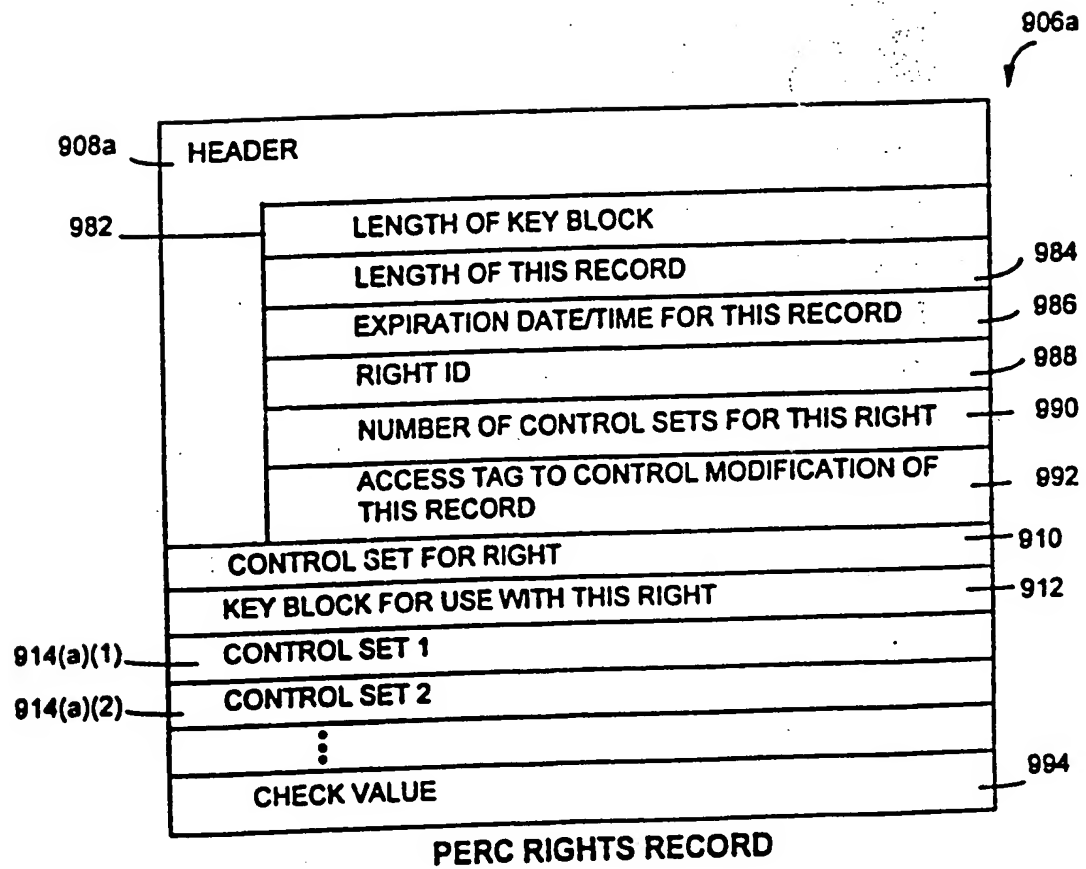 906a
908a
HEADER
982
LENGTH OF KEY BLOCK
LENGTH OF THIS RECORD
984
EXPIRATION DATE/TIME FOR THIS RECORD
986
RIGHT ID
988
NUMBER OF CONTROL SETS FOR THIS RIGHT
990
ACCESS TAG TO CONTROL MODIFICATION OF
THIS RECORD
992
CONTROL SET FOR RIGHT
910
KEY BLOCK FOR USE WITH THIS RIGHT
912
914(a)(1)
CONTROL SET 1
914(a)(2)
CONTROL SET 2
CHECK VALUE
994
PERC RIGHTS RECORD